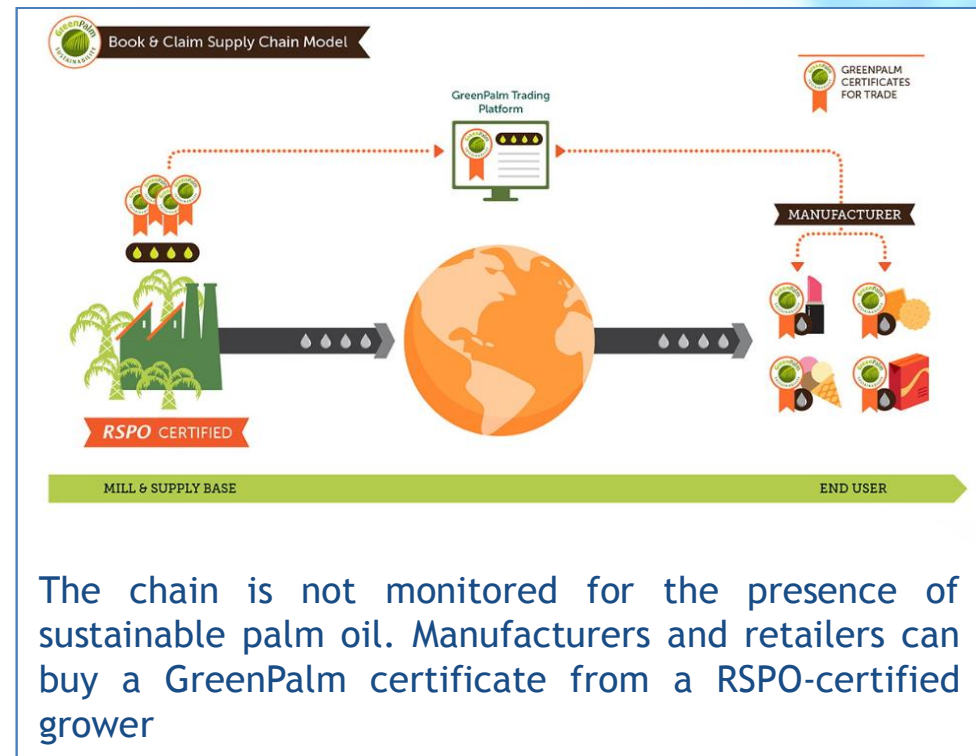 GreenPalm
SUSTAINABILITY
Book & Claim Supply Chain Model
GreenPalm Trading
Platform
GREENPALM
CERTIFICATES
FOR TRADE
MANUFACTURER
RSPO CERTIFIED
MILL & SUPPLY BASE
END USER
The chain is not monitored for the presence of
sustainable palm oil. Manufacturers and retailers can
buy a GreenPalm certificate from a RSPO-certified
grower